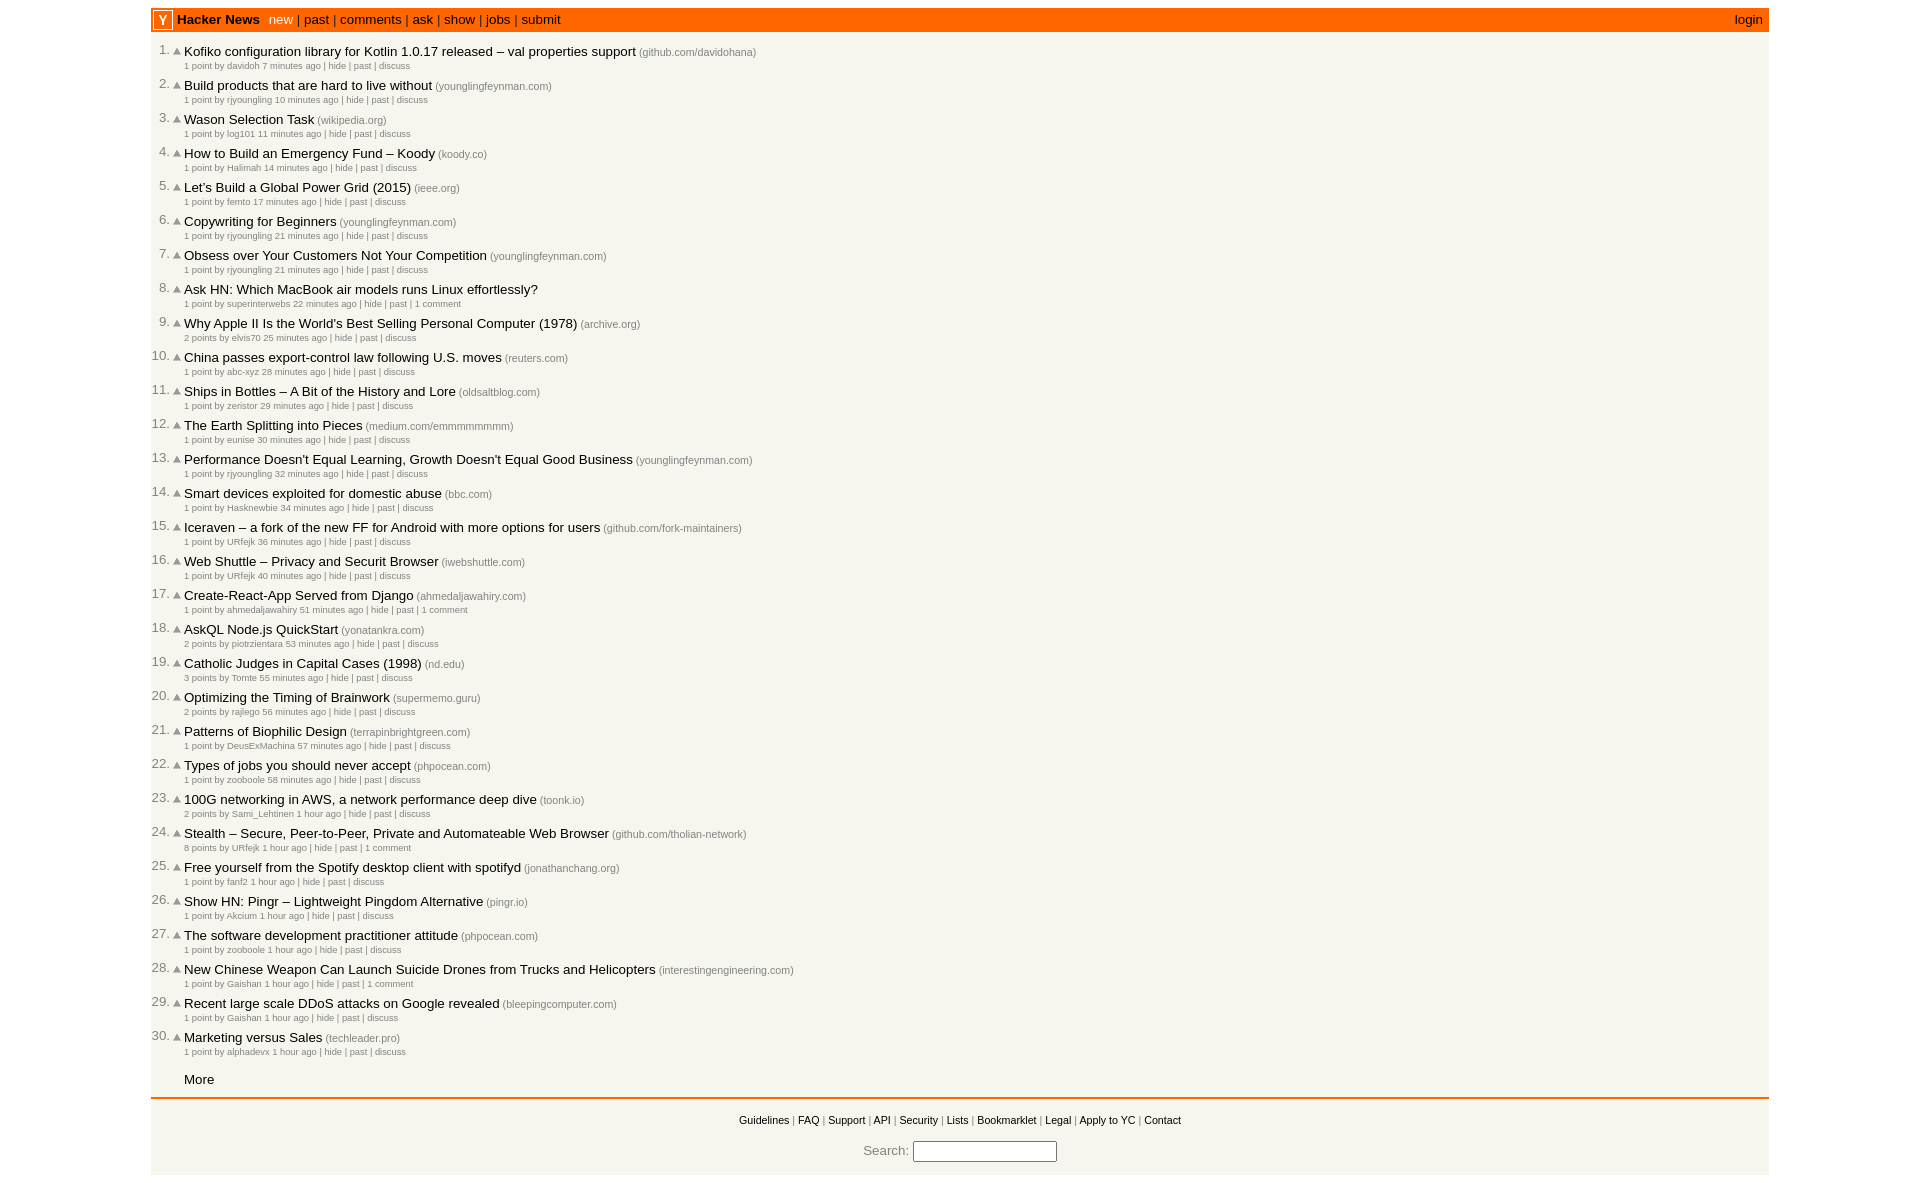 Y Hacker News new | past | comments | ask | show | jobs | submit login
1. Kofiko configuration library for Kotlin 1.0.17 released – val properties support (github.com/davidohana)
1 point by davidoh 7 minutes ago | hide | past | discuss
2. Build products that are hard to live without (younglingfeynman.com)
1 point by rjyoungling 10 minutes ago | hide | past | discuss
3. Wason Selection Task (wikipedia.org)
1 point by log101 11 minutes ago | hide | past | discuss
4. How to Build an Emergency Fund – Koody (koody.co)
1 point by Halimah 14 minutes ago | hide | past | discuss
5. Let’s Build a Global Power Grid (2015) (ieee.org)
1 point by femto 17 minutes ago | hide | past | discuss
6. Copywriting for Beginners (younglingfeynman.com)
1 point by rjyoungling 21 minutes ago | hide | past | discuss
7. Obsess over Your Customers Not Your Competition (younglingfeynman.com)
1 point by rjyoungling 21 minutes ago | hide | past | discuss
8. Ask HN: Which MacBook air models runs Linux effortlessly?
1 point by superinterwebs 22 minutes ago | hide | past | 1 comment
9. Why Apple II Is the World's Best Selling Personal Computer (1978) (archive.org)
2 points by elvis70 25 minutes ago | hide | past | discuss
10. China passes export-control law following U.S. moves (reuters.com)
1 point by abc-xyz 28 minutes ago | hide | past | discuss
11. Ships in Bottles – A Bit of the History and Lore (oldsaltblog.com)
1 point by zeristor 29 minutes ago | hide | past | discuss
12. The Earth Splitting into Pieces (medium.com/emmmmmmmm)
1 point by eunise 30 minutes ago | hide | past | discuss
13. Performance Doesn't Equal Learning, Growth Doesn't Equal Good Business (younglingfeynman.com)
1 point by rjyoungling 32 minutes ago | hide | past | discuss
14. Smart devices exploited for domestic abuse (bbc.com)
1 point by Hasknewbie 34 minutes ago | hide | past | discuss
15. Iceraven – a fork of the new FF for Android with more options for users (github.com/fork-maintainers)
1 point by URfejk 36 minutes ago | hide | past | discuss
16. Web Shuttle – Privacy and Securit Browser (iwebshuttle.com)
1 point by URfejk 40 minutes ago | hide | past | discuss
17. Create-React-App Served from Django (ahmedaljawahiry.com)
1 point by ahmedaljawahiry 51 minutes ago | hide | past | 1 comment
18. AskQL Node.js QuickStart (yonatankra.com)
2 points by piotrzientara 53 minutes ago | hide | past | discuss
19. Catholic Judges in Capital Cases (1998) (nd.edu)
3 points by Tomte 55 minutes ago | hide | past | discuss
20. Optimizing the Timing of Brainwork (supermemo.guru)
2 points by rajlego 56 minutes ago | hide | past | discuss
21. Patterns of Biophilic Design (terrapinbrightgreen.com)
1 point by DeusExMachina 57 minutes ago | hide | past | discuss
22. Types of jobs you should never accept (phpocean.com)
1 point by zooboole 58 minutes ago | hide | past | discuss
23. 100G networking in AWS, a network performance deep dive (toonk.io)
2 points by Sami_Lehtinen 1 hour ago | hide | past | discuss
24. Stealth – Secure, Peer-to-Peer, Private and Automateable Web Browser (github.com/tholian-network)
8 points by URfejk 1 hour ago | hide | past | 1 comment
25. Free yourself from the Spotify desktop client with spotifyd (jonathanchang.org)
1 point by fanf2 1 hour ago | hide | past | discuss
26. Show HN: Pingr – Lightweight Pingdom Alternative (pingr.io)
1 point by Akcium 1 hour ago | hide | past | discuss
27. The software development practitioner attitude (phpocean.com)
1 point by zooboole 1 hour ago | hide | past | discuss
28. New Chinese Weapon Can Launch Suicide Drones from Trucks and Helicopters (interestingengineering.com)
1 point by Gaishan 1 hour ago | hide | past | 1 comment
29. Recent large scale DDoS attacks on Google revealed (bleepingcomputer.com)
1 point by Gaishan 1 hour ago | hide | past | discuss
30. Marketing versus Sales (techleader.pro)
1 point by alphadevx 1 hour ago | hide | past | discuss
More
Guidelines | FAQ | Support | API | Security | Lists | Bookmarklet | Legal | Apply to YC | Contact
Search: